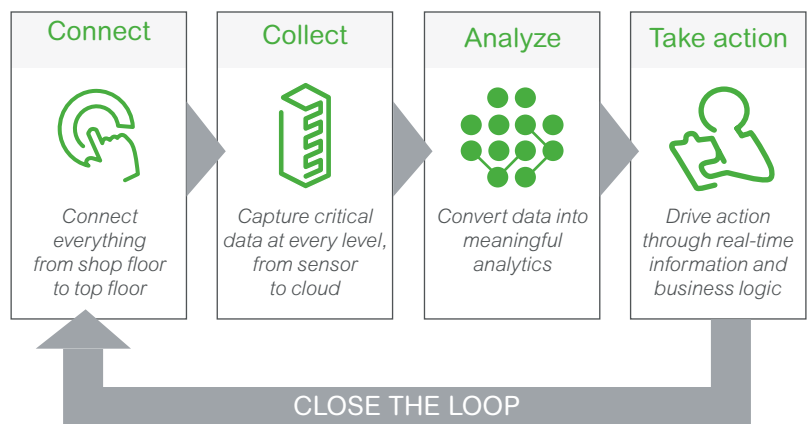 Connect
Connect
everything
from shop floor
to top floor
Collect
Capture critical
data at every level,
from sensor
to cloud
Analyze
Convert data into
meaningful
analytics
Take action
Drive action
through real-time
information and
business logic
CLOSE THE LOOP